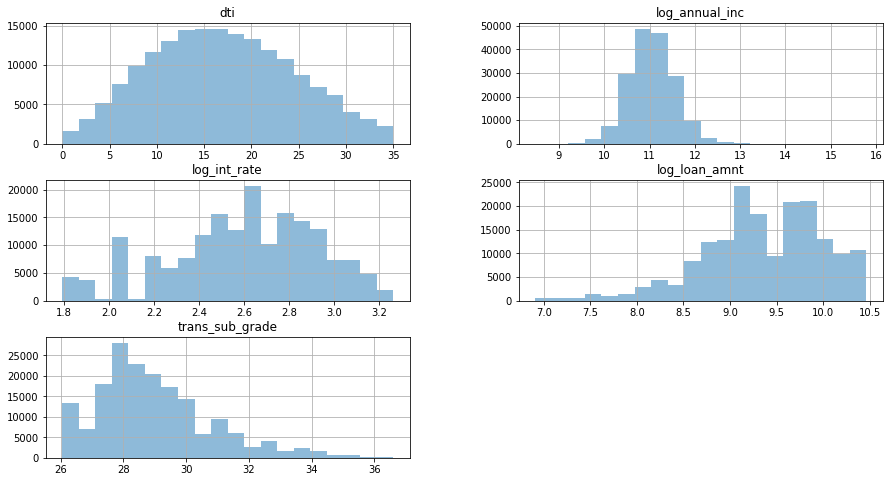 dti
15000
10000
5000
0
0 5 10 15 20 25 30 35
log_annual_inc
50000
40000
30000
20000
10000
0
9 10 11 12 13 14 15 16
log_int_rate
20000
15000
10000
5000
0
1.8 2.0 2.2 2.4 2.6 2.8 3.0 3.2
log_loan_amnt
25000
20000
15000
10000
5000
0
7.0 7.5 8.0 8.5 9.0 9.5 10.0 10.5
trans_sub_grade
25000
20000
15000
10000
5000
0
26 28 30 32 34 36